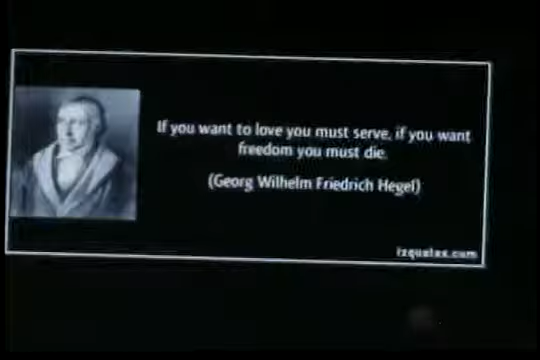 If you want to love you must serve, if you want
freedom you must die.
(Georg Wilhelm Friedrich Hegel)
izquotes.com